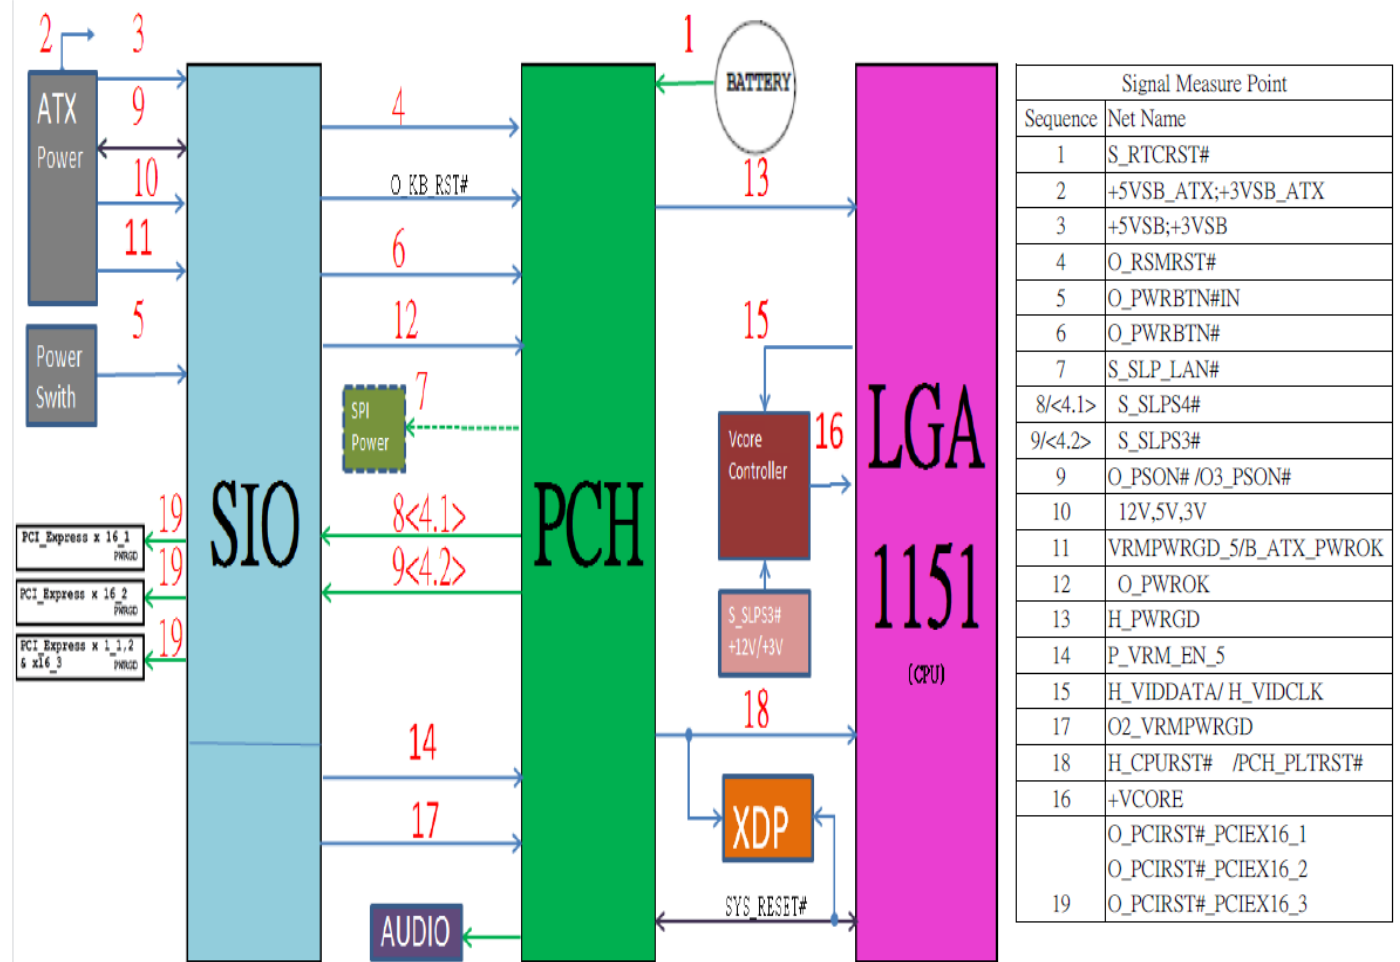 2
3
1
BATTERY
ATX
Power
9
4
10
O_KB_RST#
13
11
6
5
12
15
Power
Swith
SPI
Power
7
Vcore
Controller
16
LGA
1151
(CPU)
SIO
PCH
19
PCI_Express x 16_1
PWRGD
8<4.1>
19
PCI_Express x 16_2
PWRGD
9<4.2>
19
PCI_Express x 1_1,2
& x16_3
PWRGD
S_SLPS3#
+12V/+3V
18
14
17
XDP
SYS_RESET#
AUDIO
Signal Measure Point
Sequence Net Name
1 S_RTCRST#
2 +5VSB_ATX;+3VSB_ATX
3 +5VSB;+3VSB
4 O_RSMRST#
5 O_PWRBTN#IN
6 O_PWRBTN#
7 S_SLP_LAN#
8/<4.1> S_SLPS4#
9/<4.2> S_SLPS3#
9 O_PSON# /O3_PSON#
10 12V,5V,3V
11 VRMPWRGD_5/B_ATX_PWROK
12 O_PWROK
13 H_PWRGD
14 P_VRM_EN_5
15 H_VIDDATA/ H_VIDCLK
17 O2_VRMPWRGD
18 H_CPURST# /PCH_PLTRST#
16 +VCORE
O_PCIRST#_PCIEX16_1
O_PCIRST#_PCIEX16_2
19 O_PCIRST#_PCIEX16_3